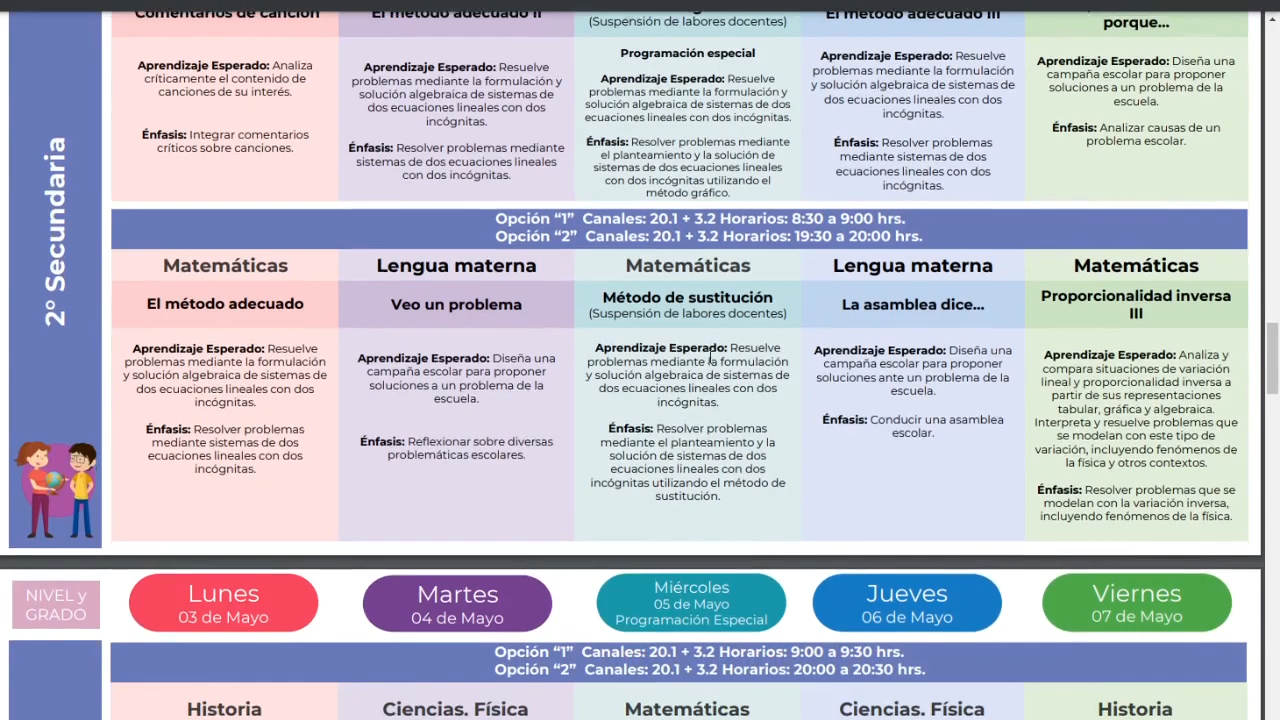 Comentarios de canción
El método adecuado II
(Suspensión de labores docentes)
El método adecuado III
porque...
Aprendizaje Esperado: Analiza
críticamente el contenido de
canciones de su interés.
Énfasis: Integrar comentarios
críticos sobre canciones.
Aprendizaje Esperado: Resuelve
problemas mediante la formulación y
solución algebraica de sistemas de
dos ecuaciones lineales con dos
incógnitas.
Énfasis: Resolver problemas mediante
sistemas de dos ecuaciones lineales
con dos incógnitas.
Programación especial
Aprendizaje Esperado: Resuelve
problemas mediante la formulación y
solución algebraica de sistemas de dos
ecuaciones lineales con dos incógnitas.
Énfasis: Resolver problemas mediante
el planteamiento y la solución de
sistemas de dos ecuaciones lineales
con dos incógnitas utilizando el
método gráfico.
Aprendizaje Esperado: Resuelve
problemas mediante la formulación
y solución algebraica de sistemas de
dos ecuaciones lineales con dos
incógnitas.
Énfasis: Resolver problemas
mediante sistemas de dos
ecuaciones lineales con dos
incógnitas.
Aprendizaje Esperado: Diseña una
campaña escolar para proponer
soluciones a un problema de la
escuela.
Énfasis: Analizar causas de un
problema escolar.
2° Secundaria
Opción “1” Canales: 20.1 + 3.2 Horarios: 8:30 a 9:00 hrs.
Opción “2” Canales: 20.1 + 3.2 Horarios: 19:30 a 20:00 hrs.
Matemáticas
Lengua materna
Matemáticas
Lengua materna
Matemáticas
El método adecuado
Veo un problema
Método de sustitución
(Suspensión de labores docentes)
La asamblea dice...
Proporcionalidad inversa
III
Aprendizaje Esperado: Resuelve
problemas mediante la formulación
y solución algebraica de sistemas de
dos ecuaciones lineales con dos
incógnitas.
Énfasis: Resolver problemas
mediante sistemas de dos
ecuaciones lineales con dos
incógnitas.
Aprendizaje Esperado: Diseña una
campaña escolar para proponer
soluciones a un problema de la
escuela.
Énfasis: Reflexionar sobre diversas
problemáticas escolares.
Aprendizaje Esperado: Resuelve
problemas mediante la formulación
y solución algebraica de sistemas de
dos ecuaciones lineales con dos
incógnitas.
Énfasis: Resolver problemas
mediante el planteamiento y la
solución de sistemas de dos
ecuaciones lineales con dos
incógnitas utilizando el método de
sustitución.
Aprendizaje Esperado: Diseña una
campaña escolar para proponer
soluciones ante un problema de la
escuela.
Énfasis: Conducir una asamblea
escolar.
Aprendizaje Esperado: Analiza y
compara situaciones de variación
lineal y proporcionalidad inversa a
partir de sus representaciones
tabular, gráfica y algebraica.
Interpreta y resuelve problemas que
se modelan con este tipo de
variación, incluyendo fenómenos de
la física y otros contextos.
Énfasis: Resolver problemas que se
modelan con la variación inversa,
incluyendo fenómenos de la física.
NIVEL y
GRADO
Lunes
03 de Mayo
Martes
04 de Mayo
Miércoles
05 de Mayo
Programación Especial
Jueves
06 de Mayo
Viernes
07 de Mayo
Opción “1” Canales: 20.1 + 3.2 Horarios: 9:00 a 9:30 hrs.
Opción “2” Canales: 20.1 + 3.2 Horarios: 20:00 a 20:30 hrs.
Historia
Ciencias. Física
Matemáticas
Ciencias. Física
Historia